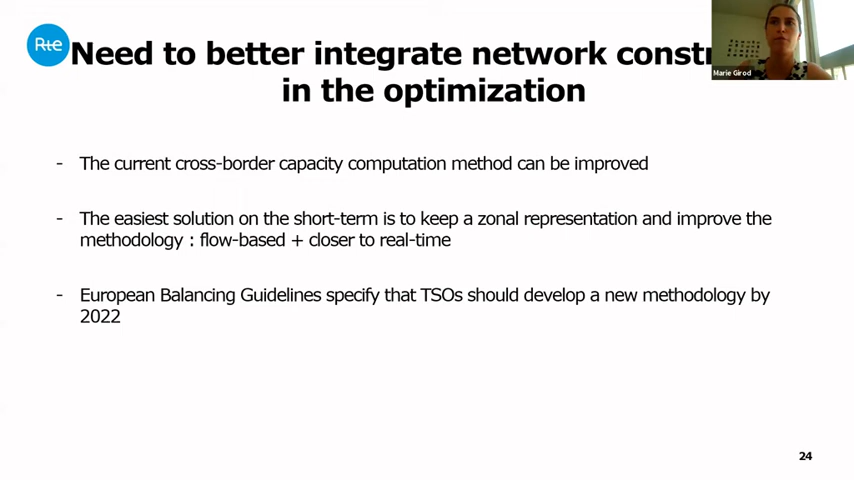 Rte
Need to better integrate network constr
in the optimization
Marie Girod
- The current cross-border capacity computation method can be improved
- The easiest solution on the short-term is to keep a zonal representation and improve the
methodology : flow-based + closer to real-time
- European Balancing Guidelines specify that TSOs should develop a new methodology by
2022
24